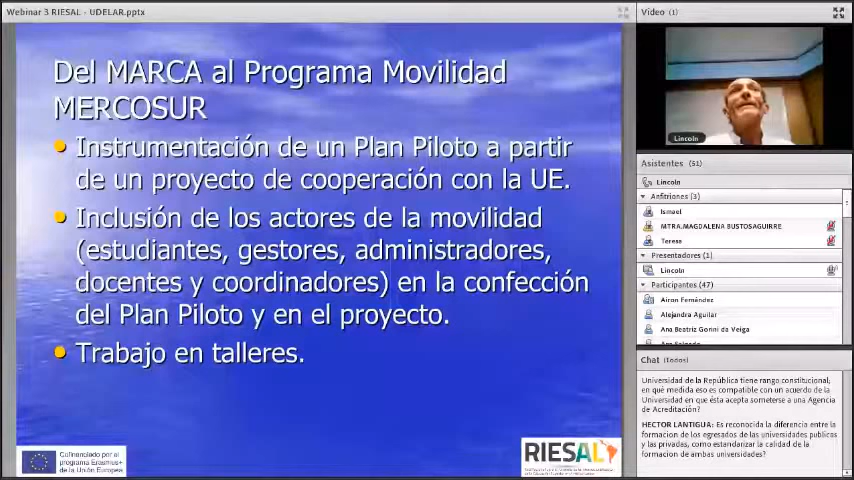 Webinar 3 RIESAL - UDELAR.pptx
Del MARCA al Programa Movilidad
MERCOSUR
Instrumentación de un Plan Piloto a partir
de un proyecto de cooperación con la UE.
Inclusión de los actores de la movilidad
(estudiantes, gestores, administradores,
docentes y coordinadores) en la confección
del Plan Piloto y en el proyecto.
Trabajo en talleres.
Cofinanciado por el
programa Erasmus+
de la Unión Europea
RIESAL
Vídeo (1)
Lincoln
Asistentes (51)
Lincoln
Anfitriones (3)
Ismael
MTRA.MAGDALENA BUSTOSAGUIRRE
Teresa
Presentadores (1)
Lincoln
Participantes (47)
Airon Fernández
Alejandra Aguilar
Ana Beatriz Gorini da Veiga
Chat (Todos)
Universidad de la República tiene rango constitucional;
en qué medida eso es compatible con un acuerdo de la
Universidad en que ésta acepta someterse a una Agencia
de Acreditación?
HECTOR LANTIGUA: Es reconocida la diferencia entre la
formacion de los egresados de las universidades publicos
y las privadas, como estandarizar la calidad de la
formacion de ambas universidades?